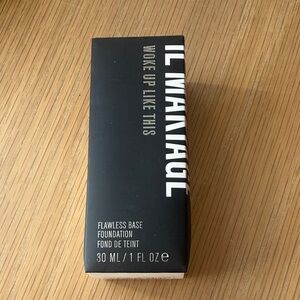 IL MAKIAGE
WOKE UP LIKE THIS
FLAWLESS BASE
FOUNDATION
FOND DE TEINT
30 ML / 1 FL OZ ℮